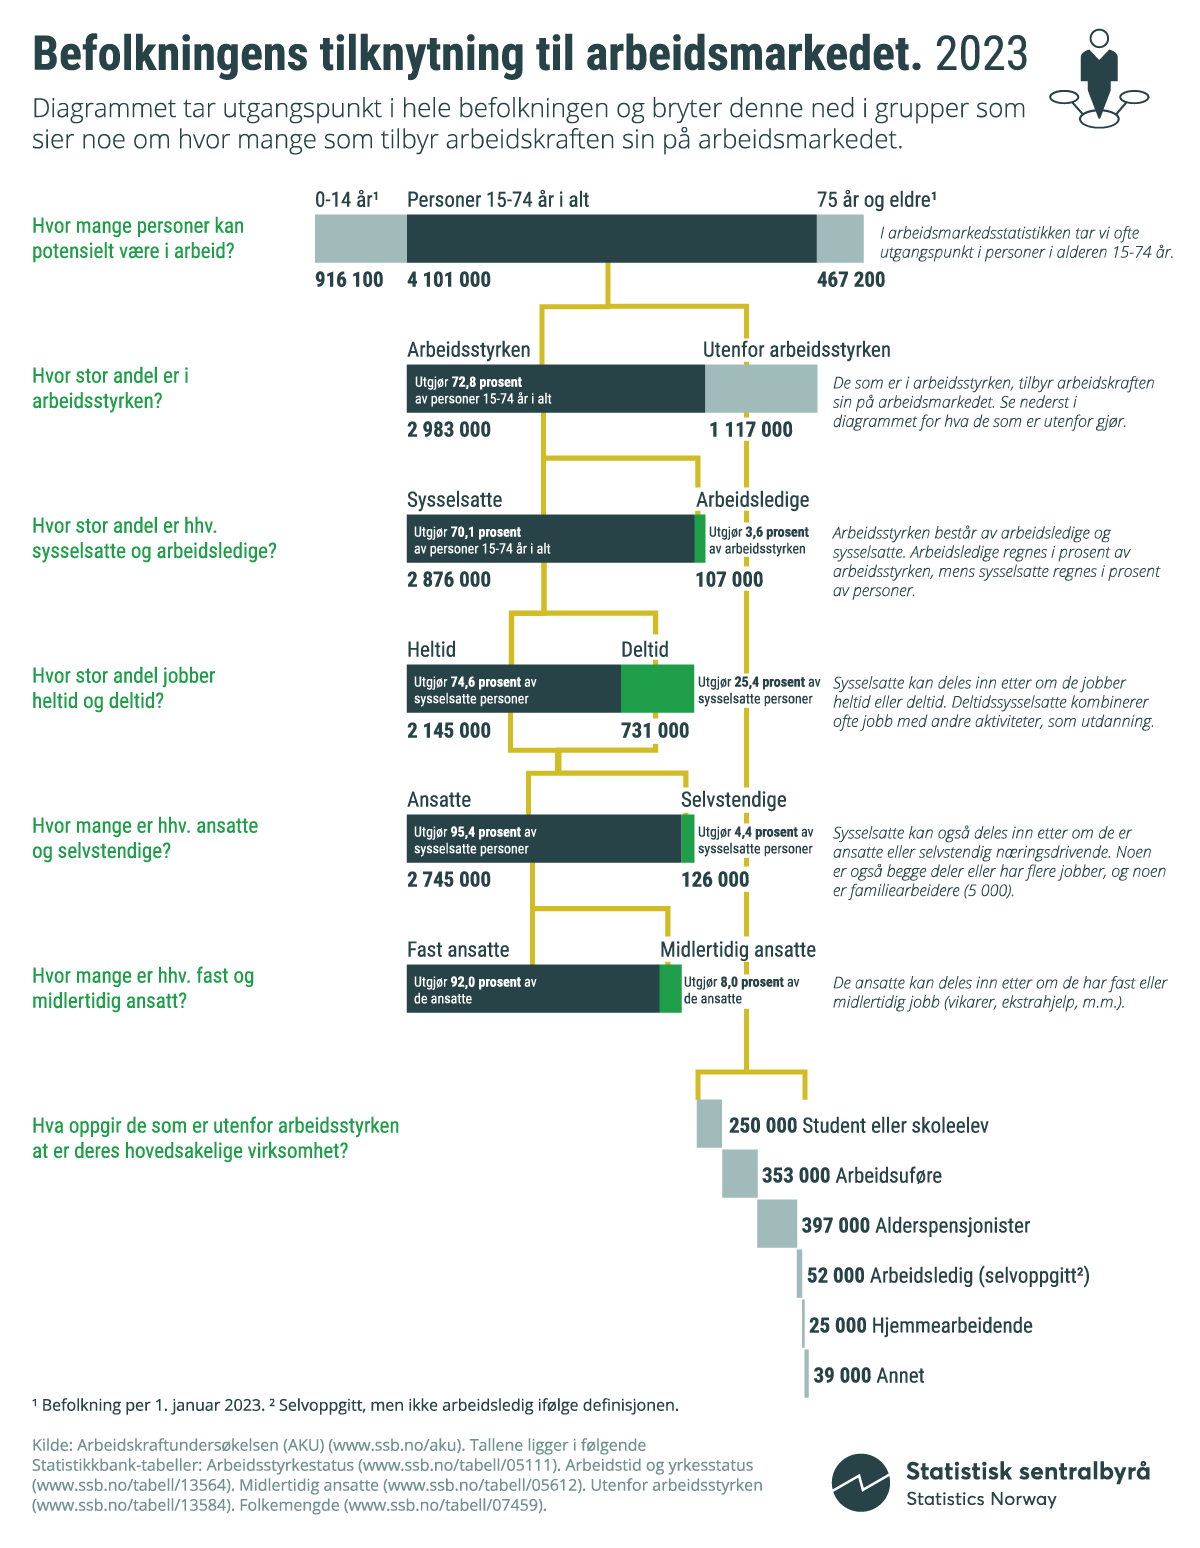 Befolkningens tilknytning til arbeidsmarkedet. 2023
Diagrammet tar utgangspunkt i hele befolkningen og bryter denne ned i grupper som
sier noe om hvor mange som tilbyr arbeidskraften sin på arbeidsmarkedet.
Hvor mange personer kan
potensielt være i arbeid?
0-14 år¹
Personer 15-74 år i alt
75 år og eldre¹
916 100
4 101 000
467 200
I arbeidsmarkedsstatistikken tar vi ofte
utgangspunkt i personer i alderen 15-74 år.
Hvor stor andel er i
arbeidsstyrken?
Arbeidsstyrken
Utenfor arbeidsstyrken
Utgjør 72,8 prosent
av personer 15-74 år i alt
2 983 000
1 117 000
De som er i arbeidsstyrken, tilbyr arbeidskraften
sin på arbeidsmarkedet. Se nederst i
diagrammet for hva de som er utenfor gjør.
Hvor stor andel er hhv.
sysselsatte og arbeidsledige?
Sysselsatte
Arbeidsledige
Utgjør 70,1 prosent
av personer 15-74 år i alt
Utgjør 3,6 prosent
av arbeidsstyrken
2 876 000
107 000
Arbeidsstyrken består av arbeidsledige og
sysselsatte. Arbeidsledige regnes i prosent av
arbeidsstyrken, mens sysselsatte regnes i prosent
av personer.
Hvor stor andel jobber
heltid og deltid?
Heltid
Deltid
Utgjør 74,6 prosent av
sysselsatte personer
Utgjør 25,4 prosent av
sysselsatte personer
2 145 000
731 000
Sysselsatte kan deles inn etter om de jobber
heltid eller deltid. Deltidssysselsatte kombinerer
ofte jobb med andre aktiviteter, som utdanning.
Hvor mange er hhv. ansatte
og selvstendige?
Ansatte
Selvstendige
Utgjør 95,4 prosent av
sysselsatte personer
Utgjør 4,4 prosent av
sysselsatte personer
2 745 000
126 000
Sysselsatte kan også deles inn etter om de er
ansatte eller selvstendig næringsdrivende. Noen
er også begge deler eller har flere jobber, og noen
er familiearbeidere (5 000).
Hvor mange er hhv. fast og
midlertidig ansatt?
Fast ansatte
Midlertidig ansatte
Utgjør 92,0 prosent av
de ansatte
Utgjør 8,0 prosent av
de ansatte
De ansatte kan deles inn etter om de har fast eller
midlertidig jobb (vikarer, ekstrahjelp, m.m.).
Hva oppgir de som er utenfor arbeidsstyrken
at er deres hovedsakelige virksomhet?
250 000 Student eller skoleelev
353 000 Arbeidsuføre
397 000 Alderspensjonister
52 000 Arbeidsledig (selvoppgitt²)
25 000 Hjemmearbeidende
39 000 Annet
¹ Befolkning per 1. januar 2023. ² Selvoppgitt, men ikke arbeidsledig ifølge definisjonen.
Kilde: Arbeidskraftundersøkelsen (AKU) (www.ssb.no/aku). Tallene ligger i følgende
Statistikkbank-tabeller: Arbeidsstyrkestatus (www.ssb.no/tabell/05111). Arbeidstid og yrkesstatus
(www.ssb.no/tabell/13564). Midlertidig ansatte (www.ssb.no/tabell/05612). Utenfor arbeidsstyrken
(www.ssb.no/tabell/13584). Folkemengde (www.ssb.no/tabell/07459).
Statistisk sentralbyrå
Statistics Norway